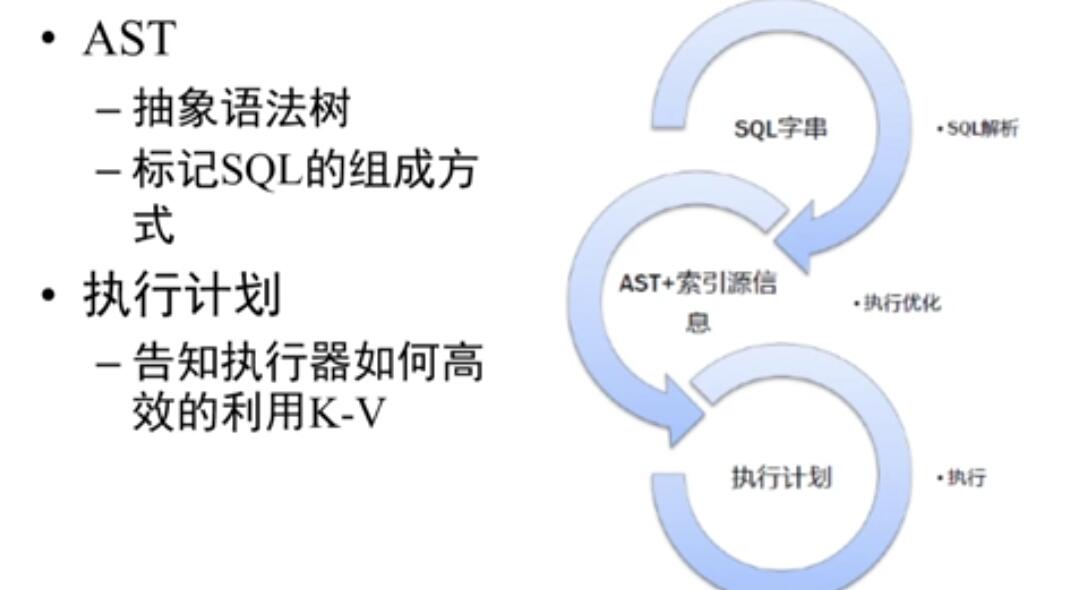 • AST
– 抽象语法树
– 标记SQL的组成方
式
• 执行计划
– 告知执行器如何高
效的利用K-V
SQL字串
• SQL解析
AST+索引源信
息
• 执行优化
执行计划
• 执行